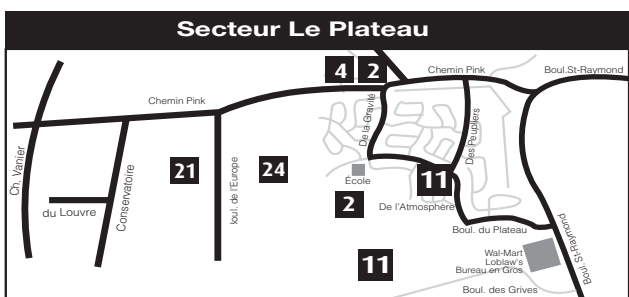 Secteur Le Plateau
4
2
Chemin Pink
Boul.St-Raymond
Chemin Pink
De la Gravité
Des Peupliers
Ch. Vanier
Conservatoire
21
boul. de l'Europe
24
École
11
du Louvre
2
De l'Atmosphère
Boul. du Plateau
Boul. St-Raymond
11
Wal-Mart
Loblaw's
Bureau en Gros
Boul. des Grives